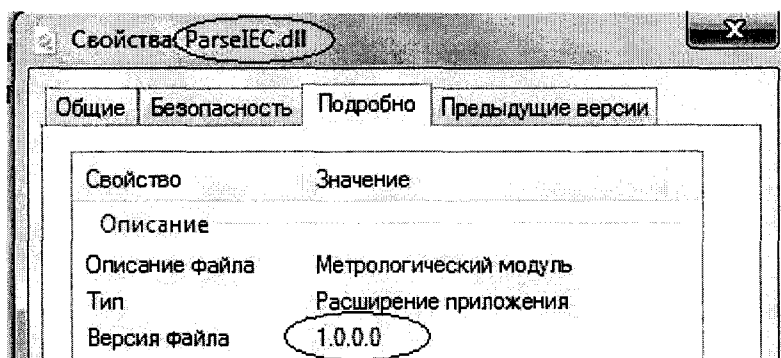 Свойства: ParseIEC.dll
Общие Безопасность Подробно Предыдущие версии
Свойство Значение
Описание
Описание файла Метрологический модуль
Тип Расширение приложения
Версия файла 1.0.0.0